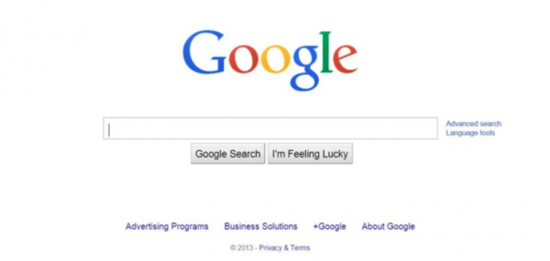 Google
Advanced search
Language tools
Google Search I'm Feeling Lucky
Advertising Programs Business Solutions +Google About Google
© 2013 - Privacy & Terms